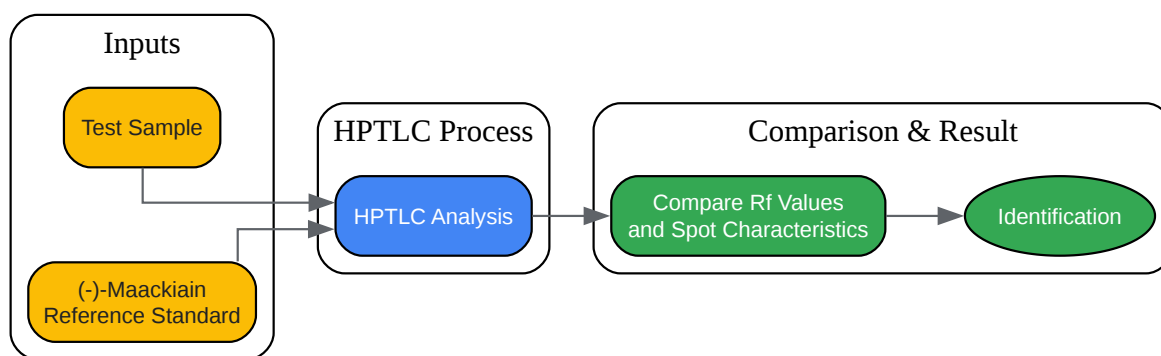 Inputs
Test Sample
(-)-Maackiain
Reference Standard
HPTLC Process
HPTLC Analysis
Comparison & Result
Compare Rf Values
and Spot Characteristics
Identification